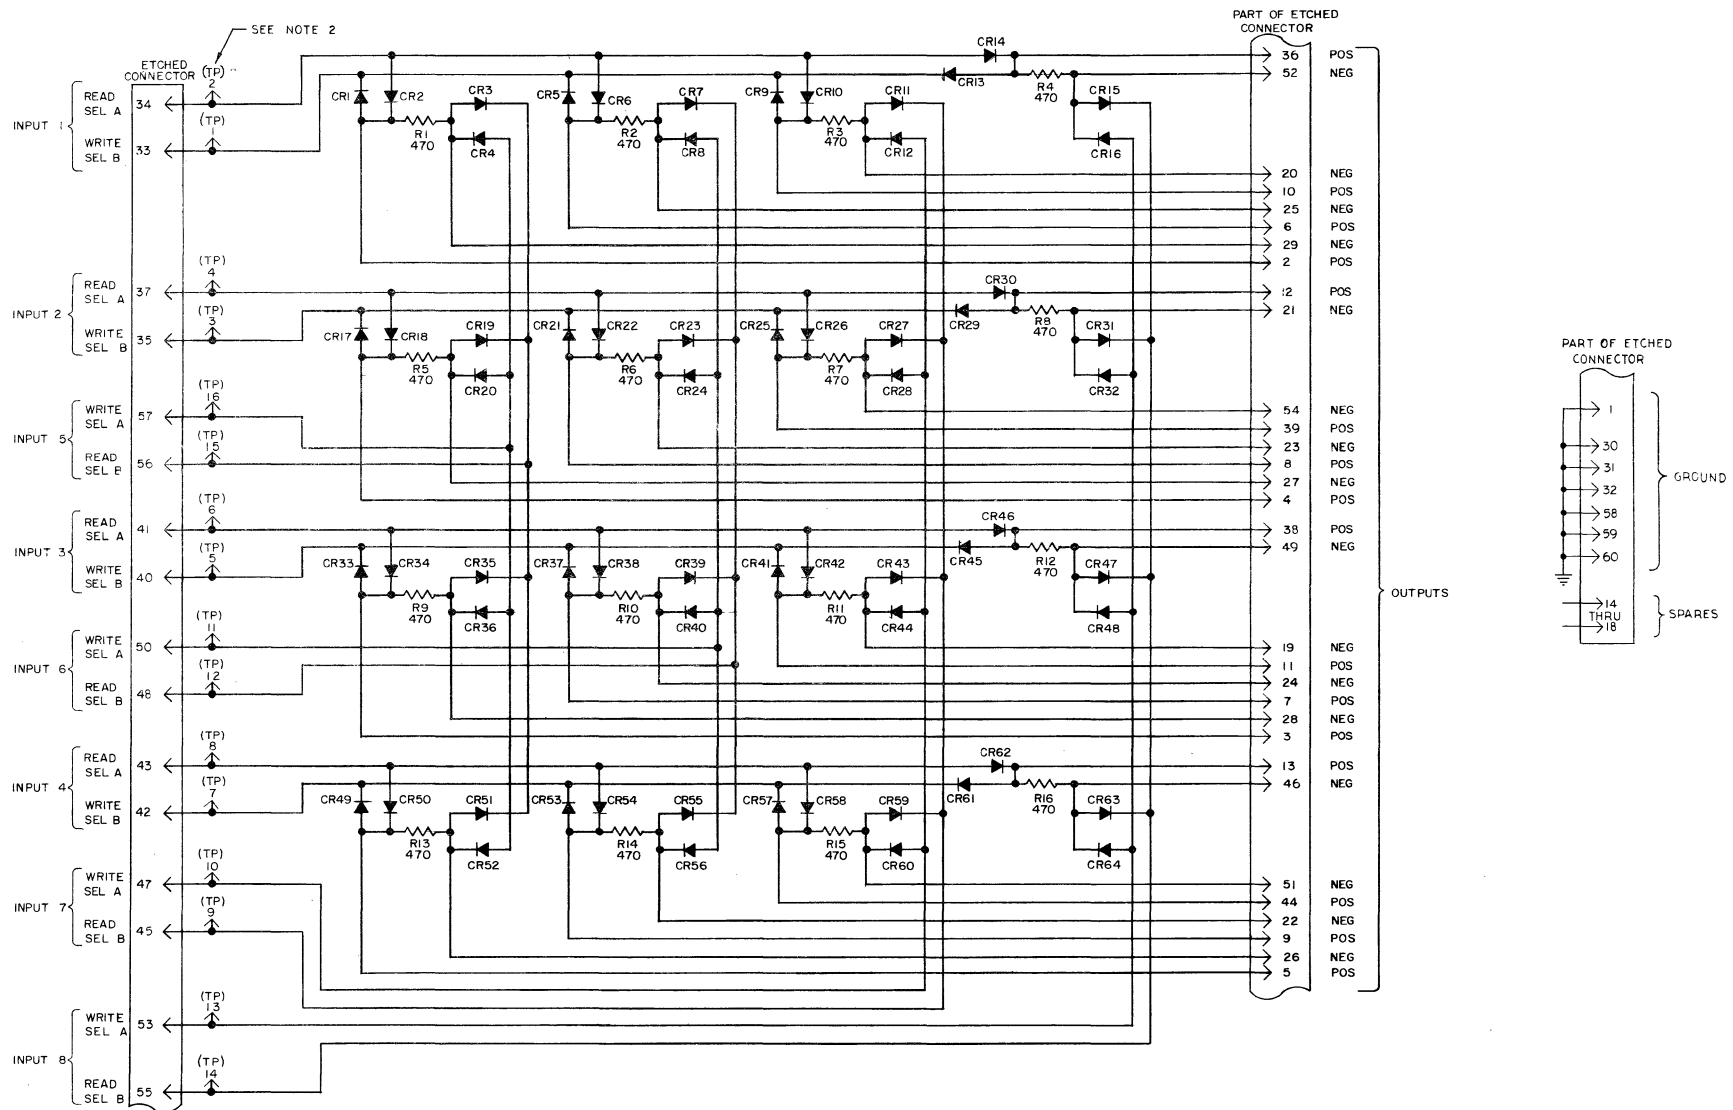 SEE NOTE 2
PART OF ETCHED
CONNECTOR
ETCHED
CONNECTOR
(TP)
2
CR14
36 POS
52 NEG
CR13
R4
470
READ
SEL A
34
INPUT 1
(TP)
1
WRITE
SEL B
33
CR1
CR2
CR3
CR5
CR6
CR7
CR9
CR10
CR11
CR15
R1
470
CR4
R2
470
CR8
R3
470
CR12
CR16
20 NEG
10 POS
25 NEG
6 POS
29 NEG
2 POS
(TP)
4
READ
SEL A
37
INPUT 2
(TP)
3
WRITE
SEL B
35
CR30
12 POS
21 NEG
CR29
R8
470
CR17
CR18
CR19
CR21
CR22
CR23
CR25
CR26
CR27
CR31
R5
470
CR20
R6
470
CR24
R7
470
CR28
CR32
(TP)
16
WRITE
SEL A
57
INPUT 5
(TP)
15
READ
SEL B
56
54 NEG
39 POS
23 NEG
8 POS
27 NEG
4 POS
(TP)
6
READ
SEL A
41
INPUT 3
(TP)
5
WRITE
SEL B
40
CR46
38 POS
49 NEG
CR45
R12
470
CR33
CR34
CR35
CR37
CR38
CR39
CR41
CR42
CR43
CR47
R9
470
CR36
R10
470
CR40
R11
470
CR44
CR48
OUTPUTS
(TP)
11
WRITE
SEL A
50
INPUT 6
(TP)
12
READ
SEL B
48
19 NEG
11 POS
24 NEG
7 POS
28 NEG
3 POS
(TP)
8
READ
SEL A
43
INPUT 4
(TP)
7
WRITE
SEL B
42
CR62
13 POS
46 NEG
CR61
R16
470
CR49
CR50
CR51
CR53
CR54
CR55
CR57
CR58
CR59
CR63
R13
470
CR52
R14
470
CR56
R15
470
CR60
CR64
(TP)
10
WRITE
SEL A
47
INPUT 7
(TP)
9
READ
SEL B
45
51 NEG
44 POS
22 NEG
9 POS
26 NEG
5 POS
(TP)
13
WRITE
SEL A
53
INPUT 8
(TP)
14
READ
SEL B
55
PART OF ETCHED
CONNECTOR
1
30
31
32
58
59
60
GROUND
14
THRU
18
SPARES